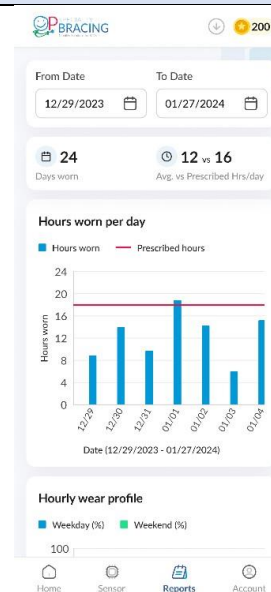 OPBRACING
200
From Date To Date
12/29/2023 01/27/2024
24 12 vs 16
Days worn Avg. vs Prescribed Hrs/day
Hours worn per day
Hours worn Prescribed hours
24
20
16
12
8
4
0
Hours worn
12/29 12/30 12/31 01/01 01/02 01/03 01/04
Date (12/29/2023 - 01/27/2024)
Hourly wear profile
Weekday (%) Weekend (%)
100
Home Sensor Reports Account